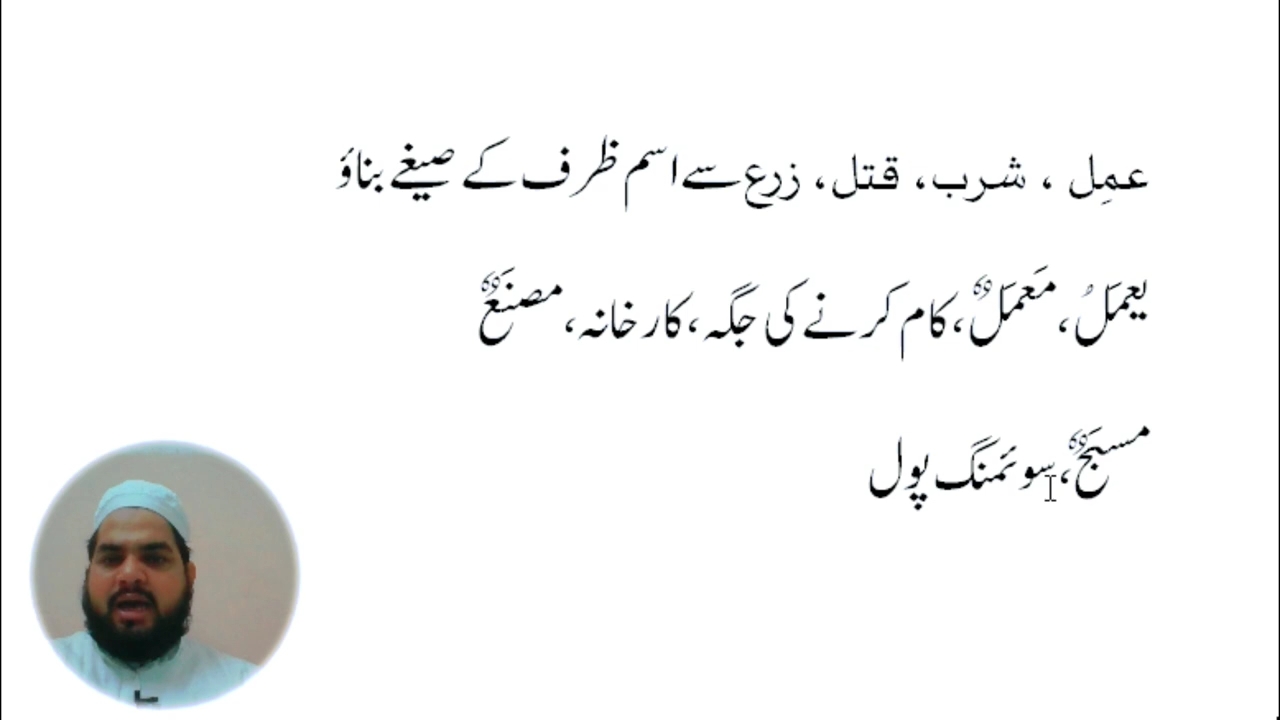 عمِل ، شرب، قتل، زرع سے اسم ظرف کے صیغے بناؤ
یعمَلُ، مَعمَلٌ، کام کرنے کی جگہ، کارخانہ، مصنَعٌ
مسبَحٌ، سوئمنگ پول